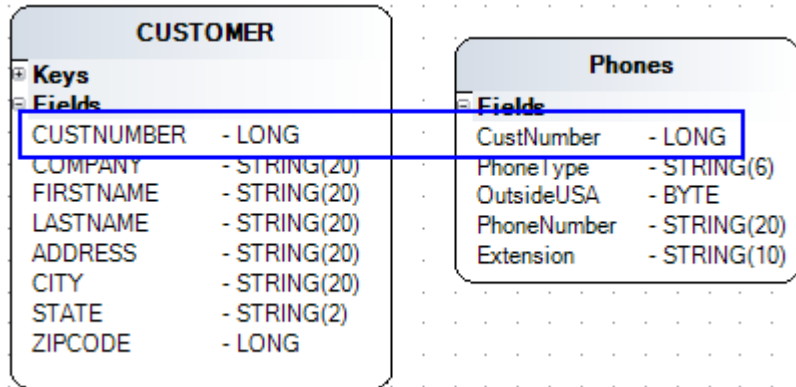 CUSTOMER
Keys
Fields
CUSTNUMBER - LONG
COMPANY - STRING(20)
FIRSTNAME - STRING(20)
LASTNAME - STRING(20)
ADDRESS - STRING(20)
CITY - STRING(20)
STATE - STRING(2)
ZIPCODE - LONG
Phones
Fields
CustNumber - LONG
PhoneType - STRING(6)
OutsideUSA - BYTE
PhoneNumber - STRING(20)
Extension - STRING(10)